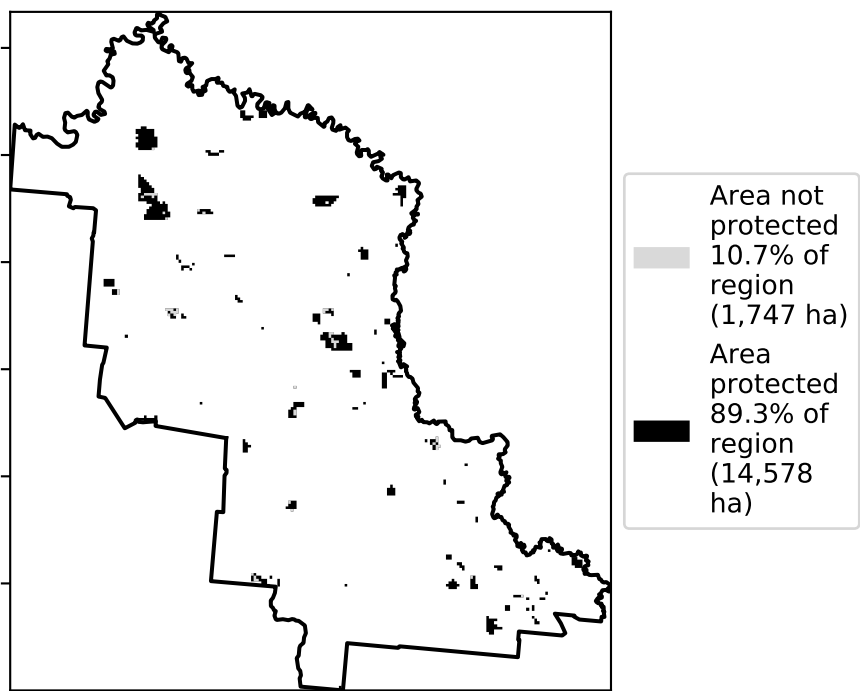 Area not
protected
10.7% of
region
(1,747 ha)
Area
protected
89.3% of
region
(14,578
ha)